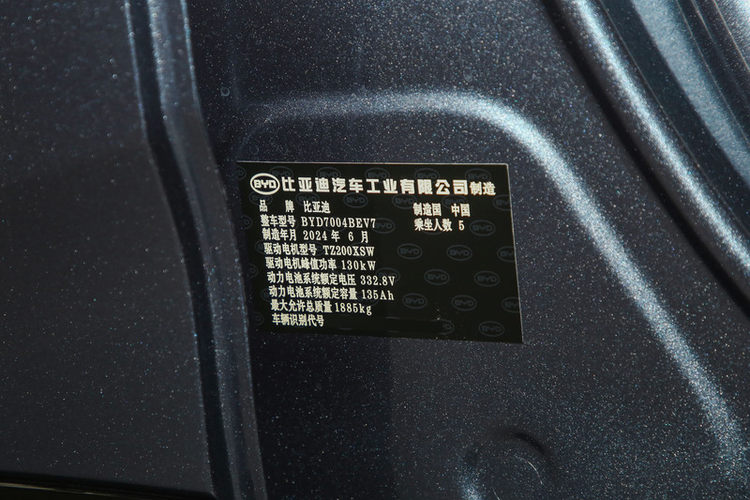 BYD 比亚迪汽车工业有限公司制造
品 牌 比亚迪 制造国 中国
整车型号 BYD7004BEV7 乘坐人数 5
制造年月 2024 年 6 月
驱动电机型号 TZ200XSW
驱动电机峰值功率 130kW
动力电池系统额定电压 332.8V
动力电池系统额定容量 135Ah
最大允许总质量 1885kg
车辆识别代号